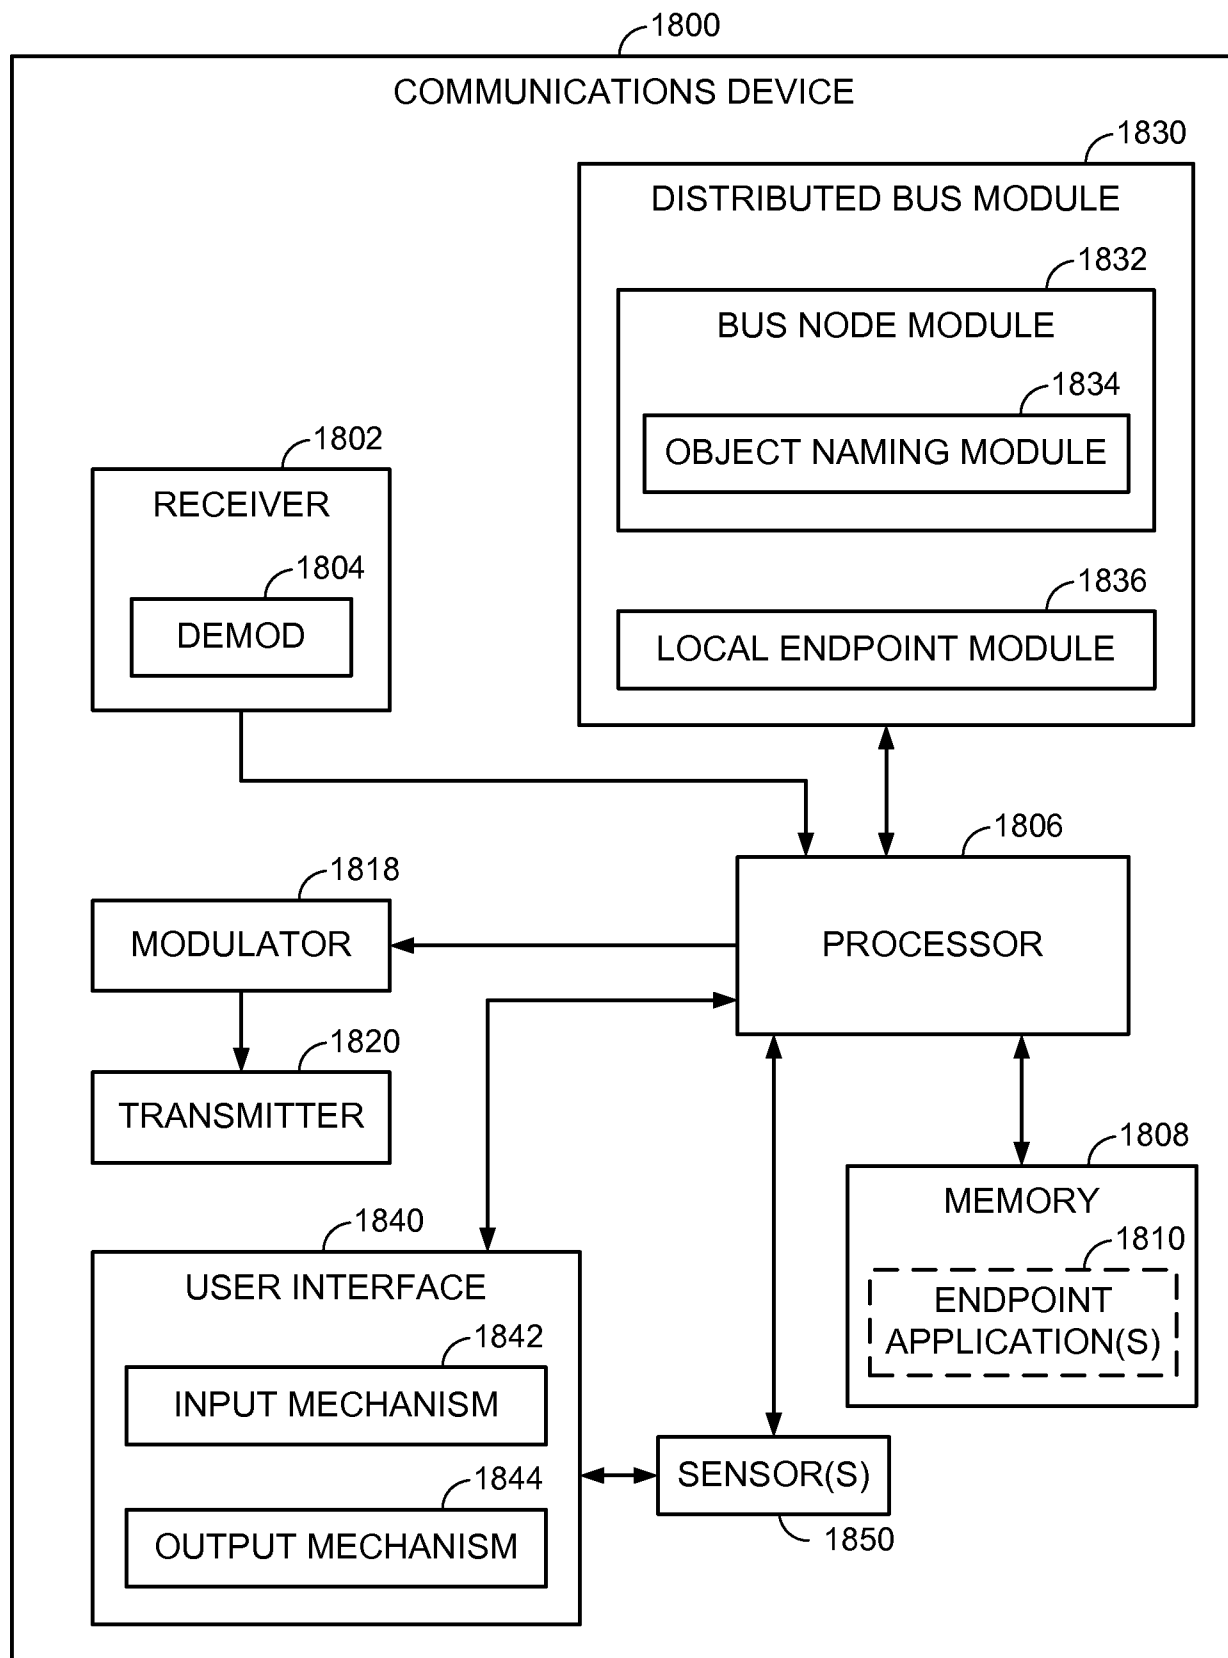 1800
COMMUNICATIONS DEVICE
1830
DISTRIBUTED BUS MODULE
1832
BUS NODE MODULE
1834
OBJECT NAMING MODULE
1802
RECEIVER
1804
DEMOD
1836
LOCAL ENDPOINT MODULE
1806
PROCESSOR
1818
MODULATOR
1820
TRANSMITTER
1808
MEMORY
1810
ENDPOINT
APPLICATION(S)
1840
USER INTERFACE
1842
INPUT MECHANISM
1844
OUTPUT MECHANISM
SENSOR(S)
1850